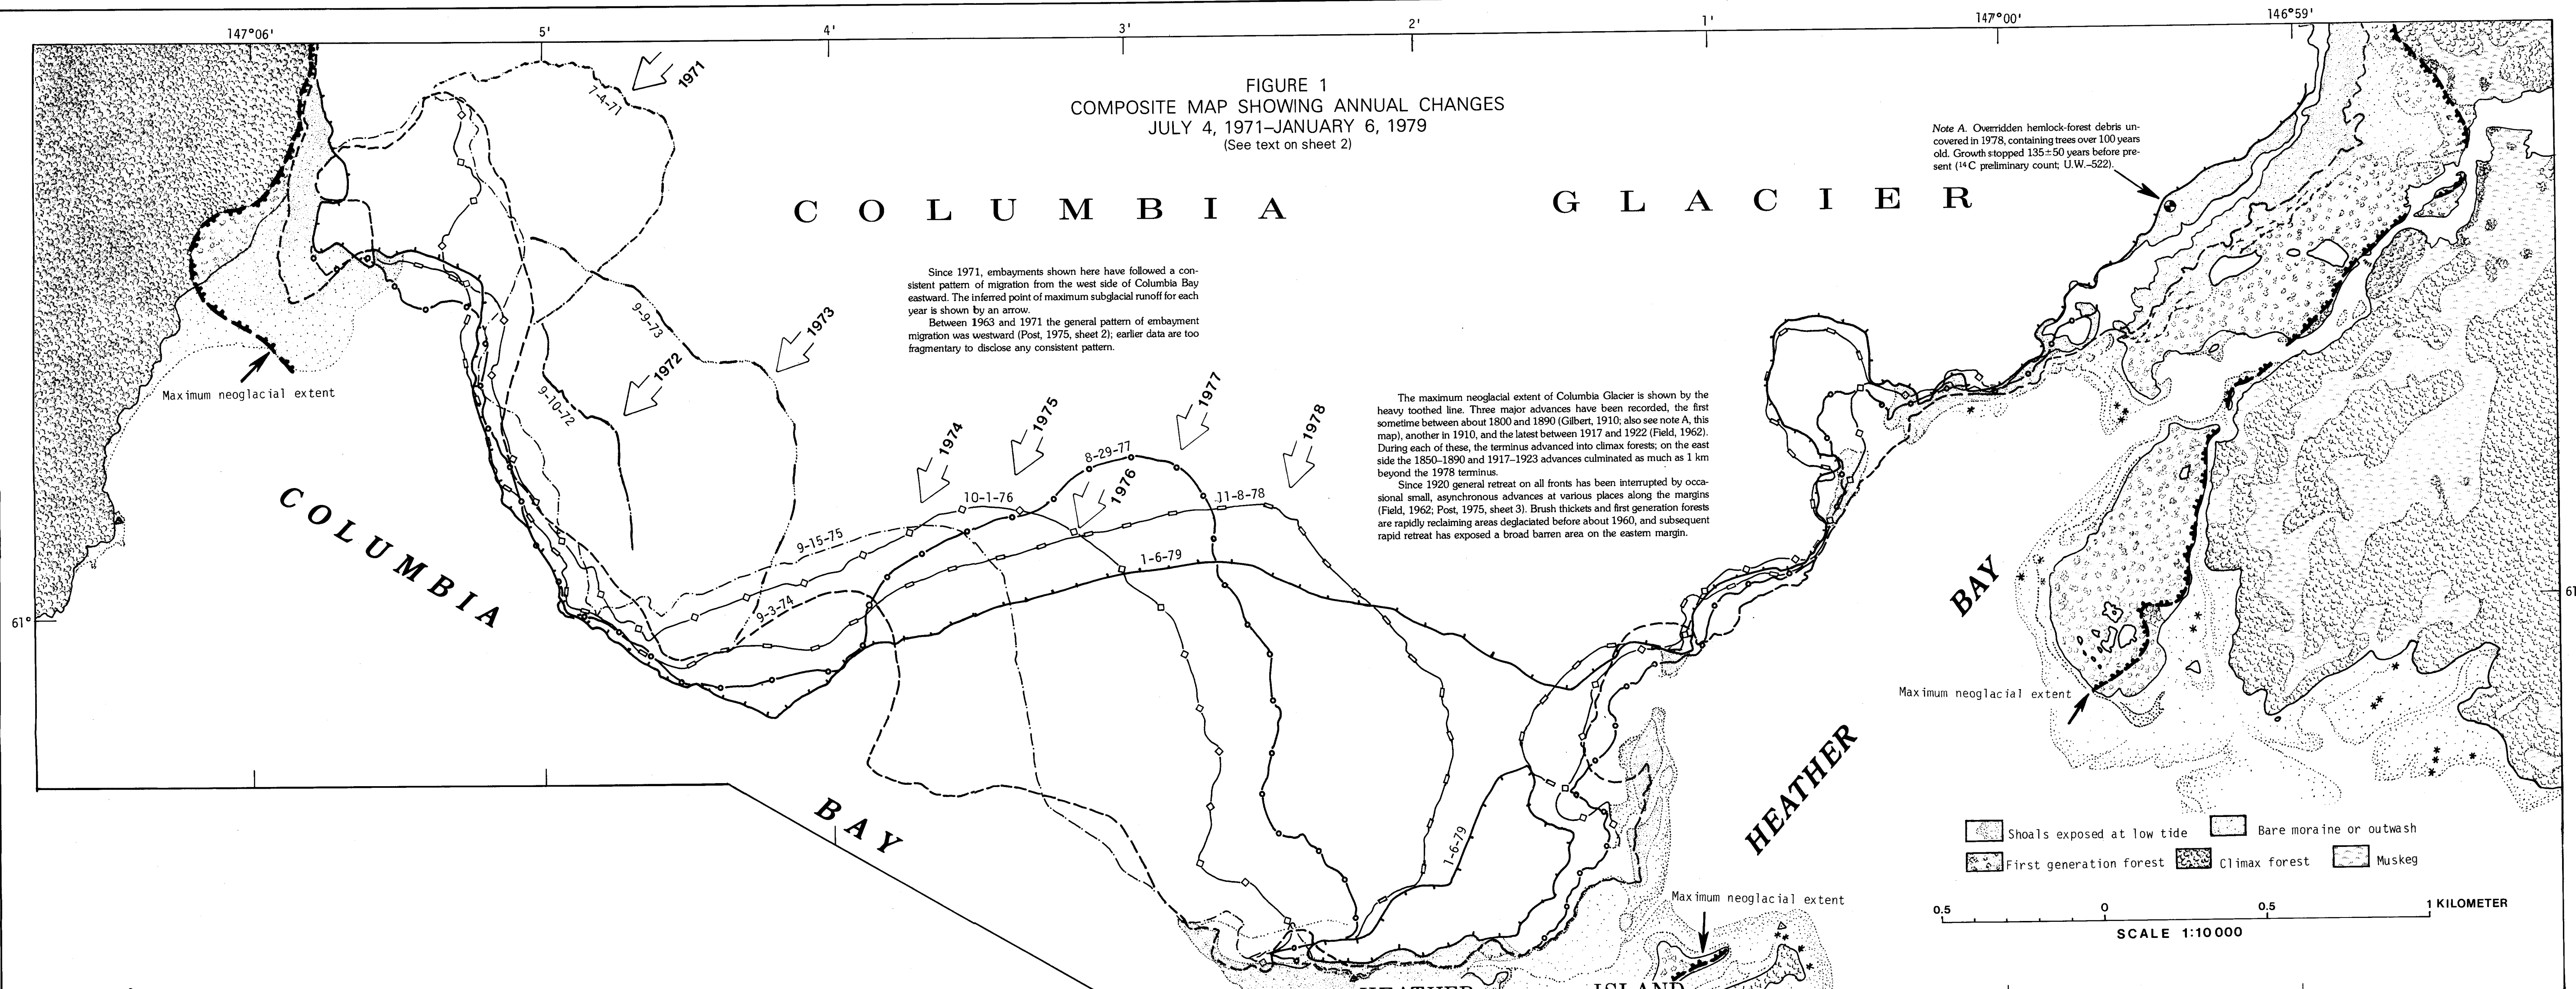 147°06'
5'
4'
3'
2'
1'
147°00'
146°59'
FIGURE 1
COMPOSITE MAP SHOWING ANNUAL CHANGES
JULY 4, 1971–JANUARY 6, 1979
(See text on sheet 2)
COLUMBIA GLACIER
1971
7-4-71
Note A. Overridden hemlock-forest debris un-
covered in 1978, containing trees over 100 years
old. Growth stopped 135±50 years before pre-
sent (¹⁴C preliminary count; U.W.–522).
Since 1971, embayments shown here have followed a con-
sistent pattern of migration from the west side of Columbia Bay
eastward. The inferred point of maximum subglacial runoff for each
year is shown by an arrow.
Between 1963 and 1971 the general pattern of embayment
migration was westward (Post, 1975, sheet 2); earlier data are too
fragmentary to disclose any consistent pattern.
9-9-73
1973
1972
9-10-72
Maximum neoglacial extent
1974
1975
1977
1978
1976
8-29-77
10-1-76
11-8-78
9-15-75
1-6-79
9-3-74
The maximum neoglacial extent of Columbia Glacier is shown by the
heavy toothed line. Three major advances have been recorded, the first
sometime between about 1800 and 1890 (Gilbert, 1910; also see note A, this
map), another in 1910, and the latest between 1917 and 1922 (Field, 1962).
During each of these, the terminus advanced into climax forests; on the east
side the 1850–1890 and 1917–1923 advances culminated as much as 1 km
beyond the 1978 terminus.
Since 1920 general retreat on all fronts has been interrupted by occa-
sional small, asynchronous advances at various places along the margins
(Field, 1962; Post, 1975, sheet 3). Brush thickets and first generation forests
are rapidly reclaiming areas deglaciated before about 1960, and subsequent
rapid retreat has exposed a broad barren area on the eastern margin.
COLUMBIA
BAY
61°
61
HEATHER
BAY
Maximum neoglacial extent
1-6-79
Shoals exposed at low tide
Bare moraine or outwash
First generation forest
Climax forest
Muskeg
Maximum neoglacial extent
0.5 0 0.5 1 KILOMETER
SCALE 1:10 000
HEATHER ISLAND